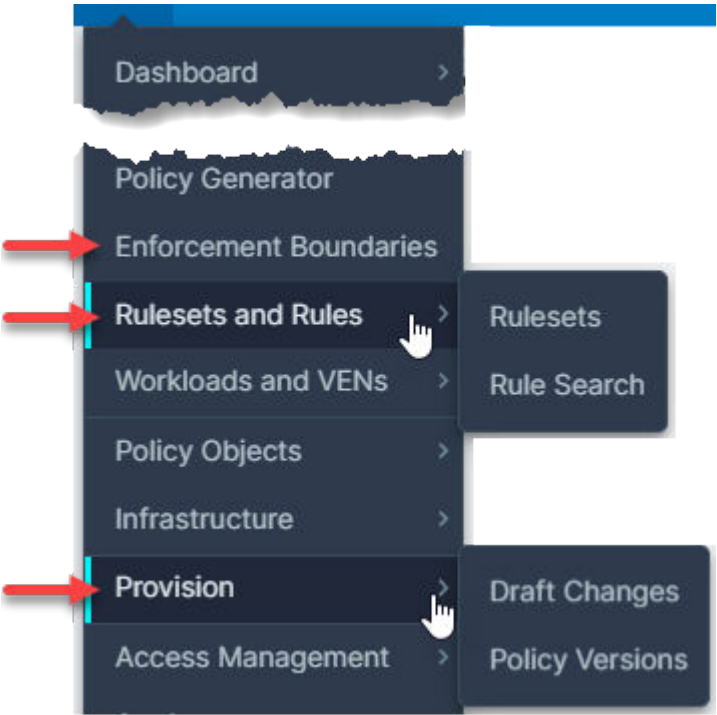 Dashboard
Policy Generator
Enforcement Boundaries
Rulesets and Rules
Rulesets
Rule Search
Workloads and VENs
Policy Objects
Infrastructure
Provision
Draft Changes
Policy Versions
Access Management